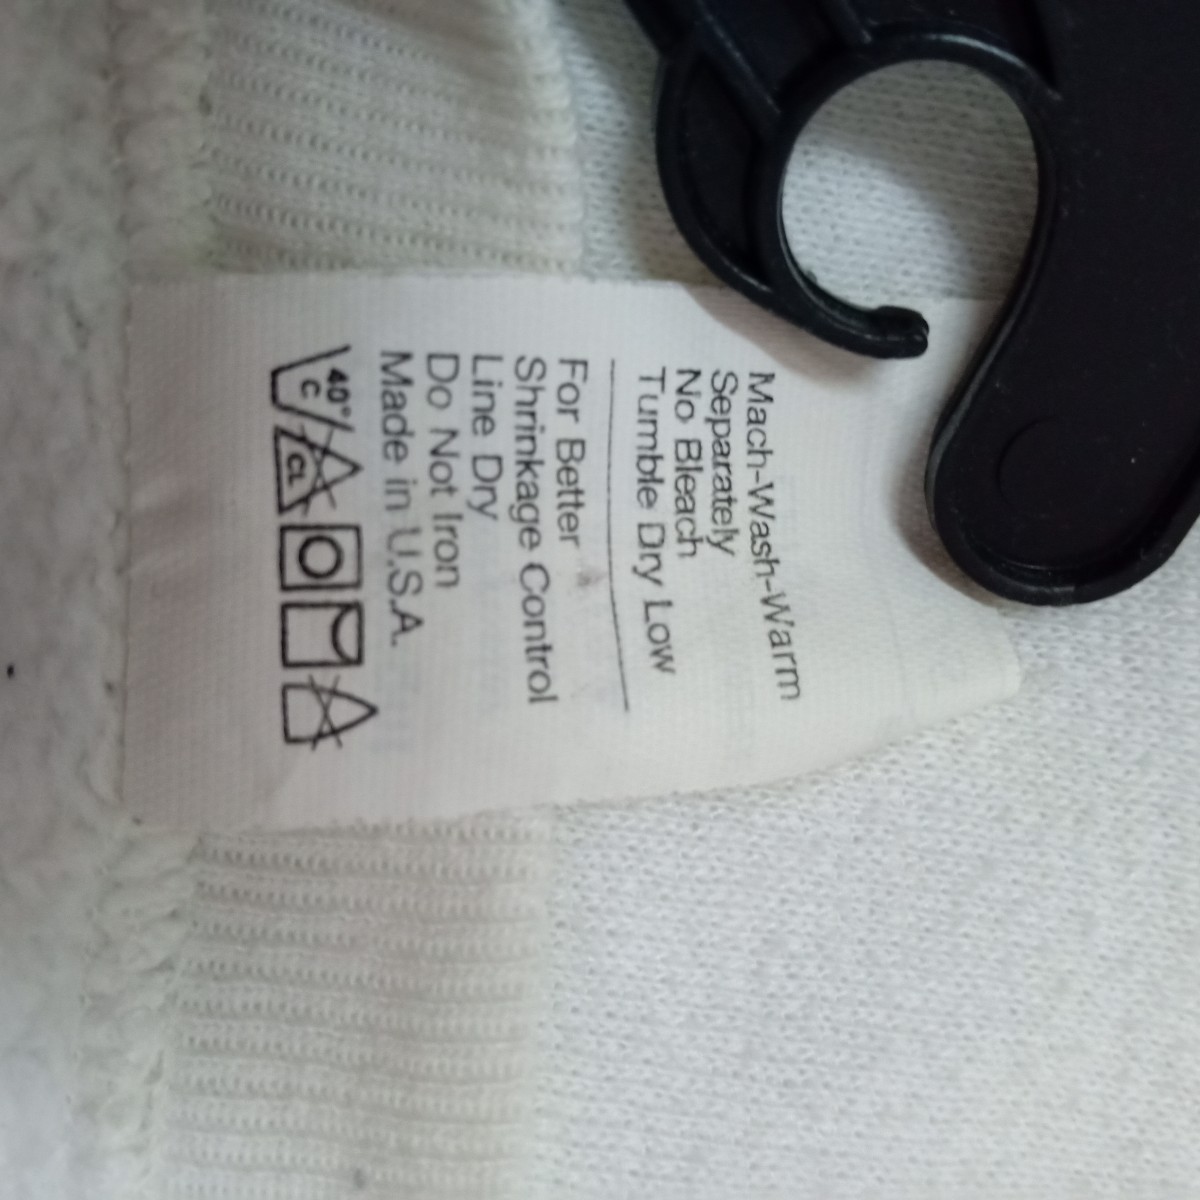 Mach-Wash-Warm
Separately
No Bleach
Tumble Dry Low
For Better
Shrinkage Control
Line Dry
Do Not Iron
Made in U.S.A.
40°
C
CL